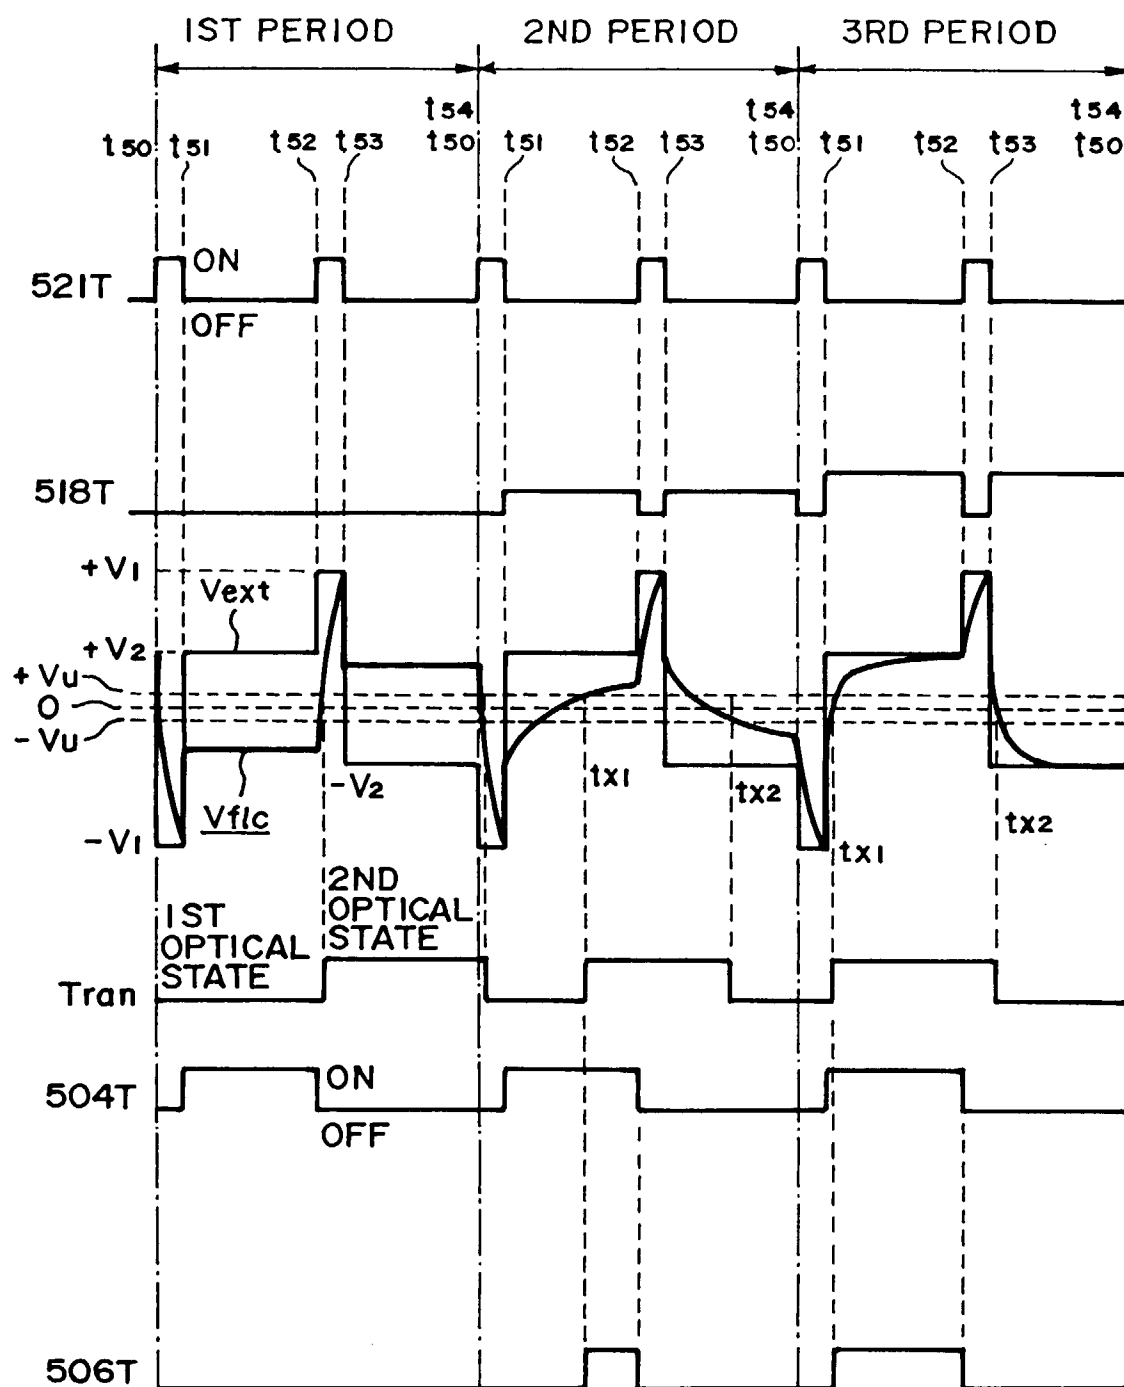 1ST PERIOD 2ND PERIOD 3RD PERIOD
t54 t54
t50 t51 t52 t53 t50 t51 t52 t53 t50 t51 t52 t53 t50
ON
521T
OFF
518T
+V1
Vext
+V2
+Vu
0
-Vu
-V2 tx1 tx2
Vflc
-V1 tx1 tx2
2ND
OPTICAL
STATE
1ST
OPTICAL
STATE
Tran
ON
504T
OFF
506T